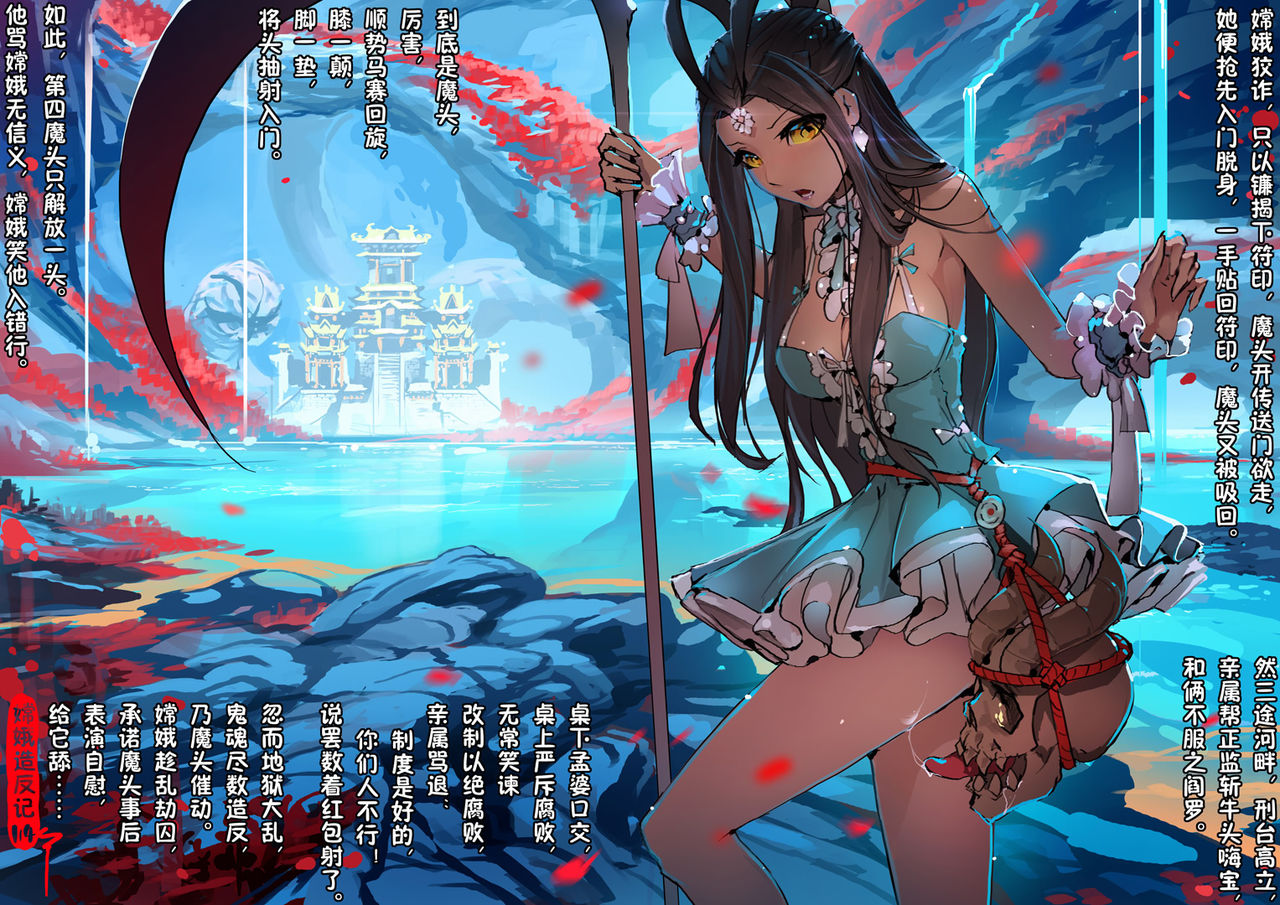 嫦娥狡诈，只以镰揭下符印，魔头开传送门欲走，
她便抢先入门脱身，一手贴回符印，魔头又被吸回。
到底是魔头，
厉害，
顺势马赛回旋，
膝一颠，
脚一垫，
将头抽射入门。
如此，第四魔头只解放一头。
他骂嫦娥无信义，嫦娥笑他入错行。
然三途河畔，刑台高立，
亲属帮正监斩牛头嗨宝，
和俩不服之阎罗。
桌下孟婆口交，
桌上严斥腐败，
无常笑谏
改制以绝腐败，
亲属骂退：
制度是好的，
你们人不行！
说罢数着红包射了。
忽而地狱大乱，
鬼魂尽数造反，
乃魔头催动。
嫦娥趁乱劫囚，
承诺魔头事后
表演自慰，
给它舔……
嫦娥造反记